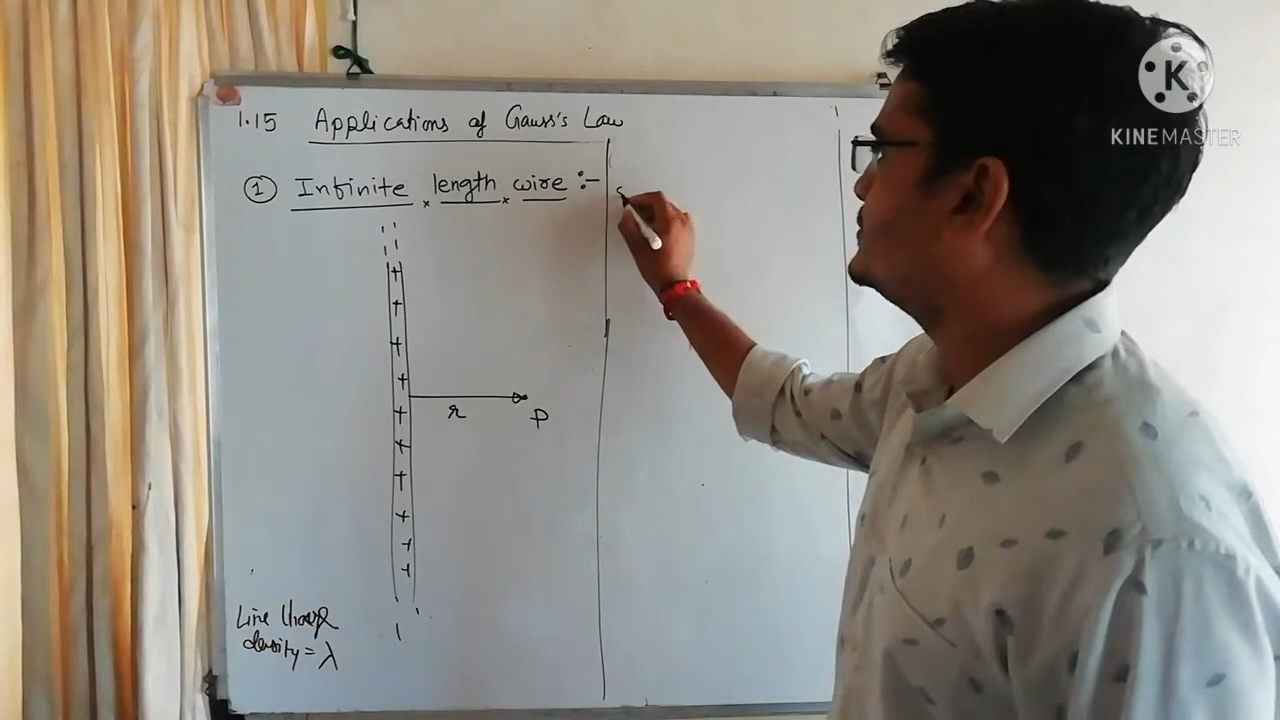 1.15 Applications of Gauss's Law
① Infinite length wire :-
+
+
+
+
+
+
+
+
+
+
r
P
Line Charge
density = λ
K
KINEMASTER